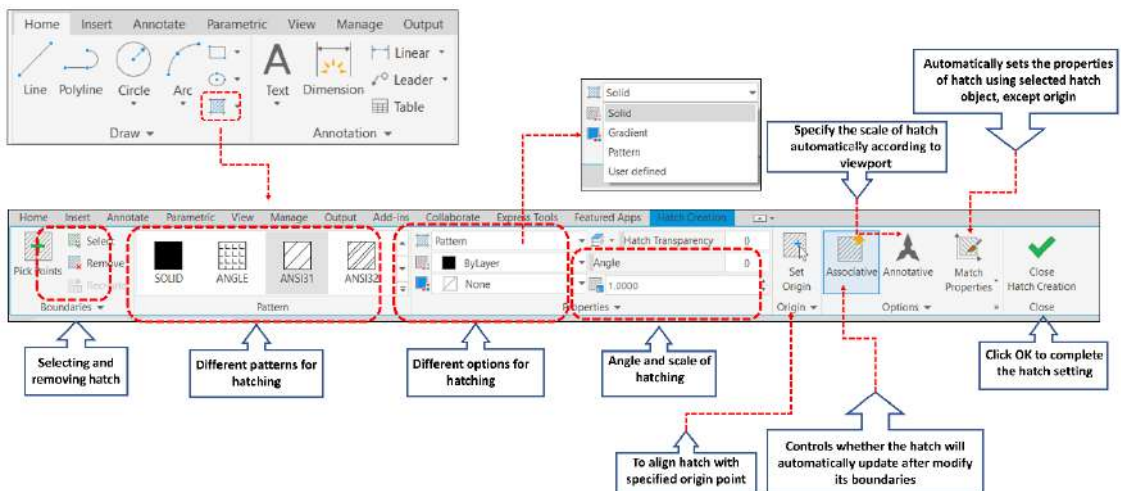 Home Insert Annotate Parametric View Manage Output
Line Polyline Circle Arc Text Dimension
Linear
Leader
Table
Draw Annotation
Solid
Solid
Gradient
Pattern
User defined
Automatically sets the properties
of hatch using selected hatch
object, except origin
Specify the scale of hatch
automatically according to
viewport
Home Insert Annotate Parametric View Manage Output Add-ins Collaborate Express Tools Featured Apps Hatch Creation
Pick Points
Select
Remove
Boundaries
SOLID ANGLE ANSI31 ANSI32
Pattern
Pattern
ByLayer
None
Hatch Transparency 0
Angle 0
1.0000
Properties
Set
Origin
Origin
Associative Annotative
Match
Properties
Options
Close
Hatch Creation
Close
Selecting and
removing hatch
Different patterns for
hatching
Different options for
hatching
Angle and scale of
hatching
Click OK to complete
the hatch setting
To align hatch with
specified origin point
Controls whether the hatch will
automatically update after modify
its boundaries